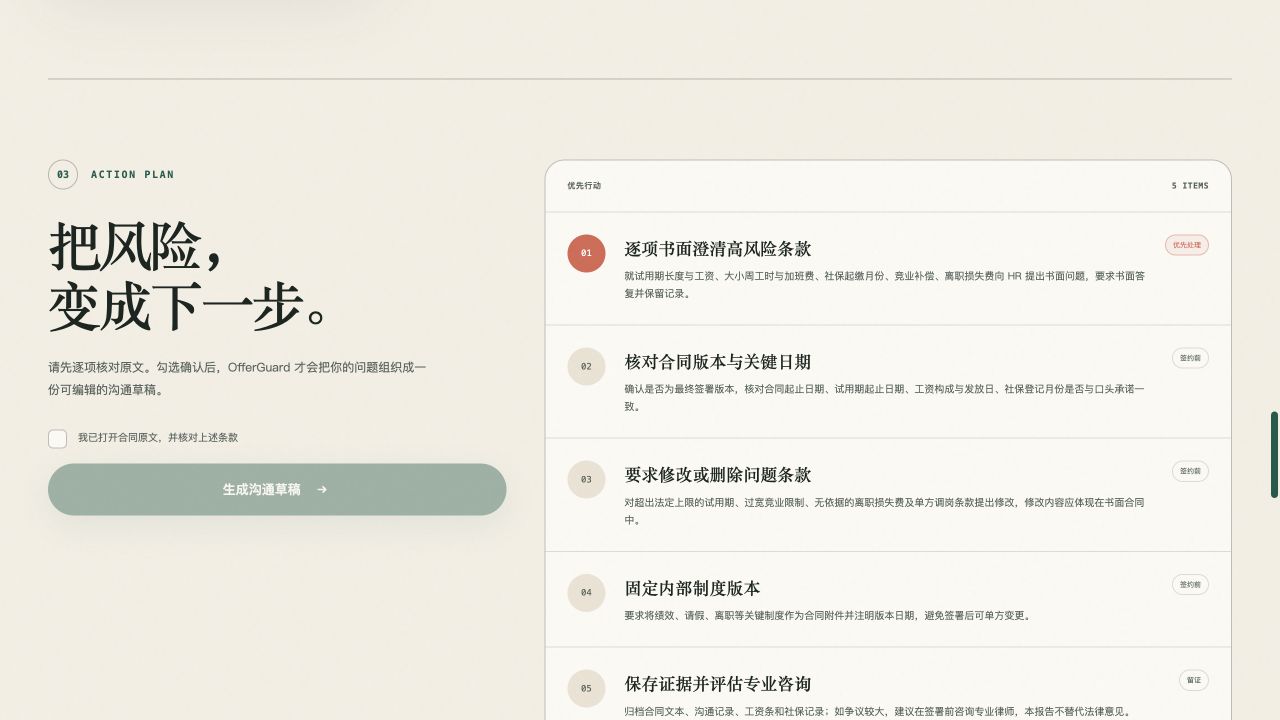 03 ACTION PLAN
把风险，
变成下一步。
请先逐项核对原文。勾选确认后，OfferGuard 才会把你的问题组织成一
份可编辑的沟通草稿。
我已打开合同原文，并核对上述条款
生成沟通草稿 →
优先行动
5 ITEMS
01
逐项书面澄清高风险条款
优先处理
就试用期长度与工资、大小周工时与加班费、社保起缴月份、竞业补偿、离职损失费向 HR 提出书面问题，要求书面答
复并保留记录。
02
核对合同版本与关键日期
签约前
确认是否为最终签署版本，核对合同起止日期、试用期起止日期、工资构成与发放日、社保登记月份是否与口头承诺一
致。
03
要求修改或删除问题条款
签约前
对超出法定上限的试用期、过宽竞业限制、无依据的离职损失费及单方调岗条款提出修改，修改内容应体现在书面合同
中。
04
固定内部制度版本
签约前
要求将绩效、请假、离职等关键制度作为合同附件并注明版本日期，避免签署后可单方变更。
05
保存证据并评估专业咨询
留证
归档合同文本、沟通记录、工资条和社保记录；如争议较大，建议在签署前咨询专业律师，本报告不替代法律意见。